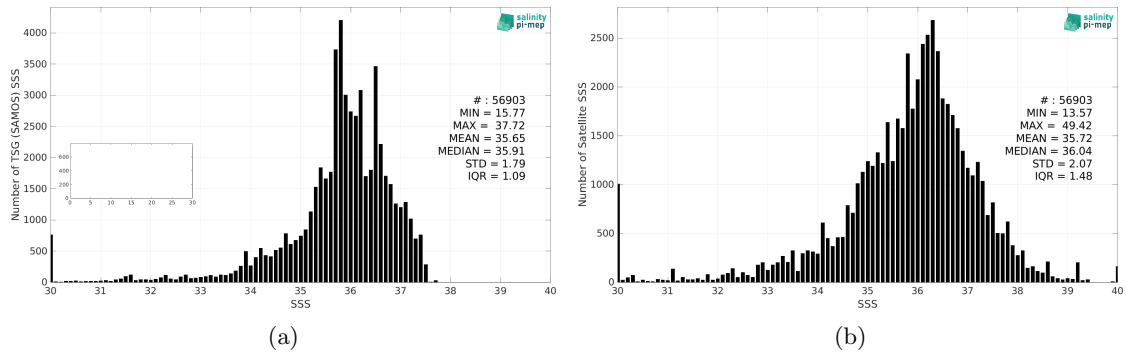 salinity
pi-mep
Number of TSG (SAMOS) SSS
4000
3500
3000
2500
2000
1500
1000
500
0
# : 56903
MIN = 15.77
MAX = 37.72
MEAN = 35.65
MEDIAN = 35.91
STD = 1.79
IQR = 1.09
600
400
200
0
0 5 10 15 20 25 30
30 32 34 36 38 40
SSS
(a)
salinity
pi-mep
Number of Satellite SSS
2500
2000
1500
1000
500
0
# : 56903
MIN = 13.57
MAX = 49.42
MEAN = 35.72
MEDIAN = 36.04
STD = 2.07
IQR = 1.48
30 31 32 33 34 35 36 37 38 39 40
SSS
(b)